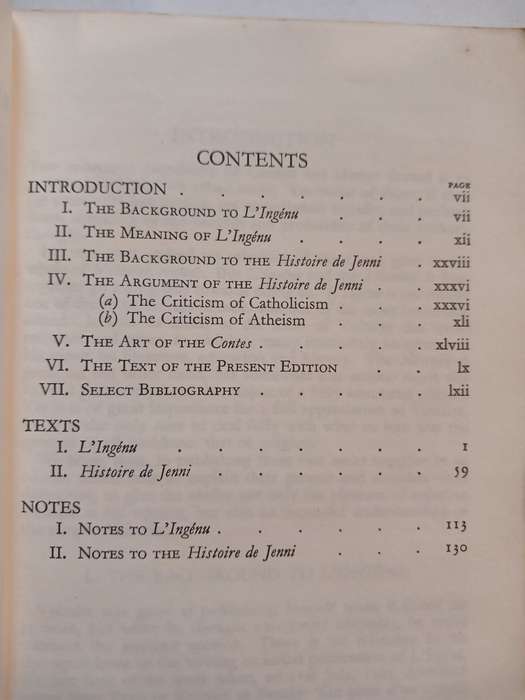 CONTENTS
PAGE
INTRODUCTION . . . . . . . vii
I. THE BACKGROUND TO L'Ingénu . . . vii
II. THE MEANING OF L'Ingénu . . . xii
III. THE BACKGROUND TO THE Histoire de Jenni . xxviii
IV. THE ARGUMENT OF THE Histoire de Jenni . . xxxvi
(a) The Criticism of Catholicism . . . xxxvi
(b) The Criticism of Atheism . . . xli
V. THE ART OF THE Contes . . . . . xlviii
VI. THE TEXT OF THE PRESENT EDITION . . lx
VII. SELECT BIBLIOGRAPHY . . . . . lxii
TEXTS
I. L'Ingénu . . . . . . . 1
II. Histoire de Jenni . . . . . . 59
NOTES
I. NOTES TO L'Ingénu . . . . . . 113
II. NOTES TO THE Histoire de Jenni . . . 130